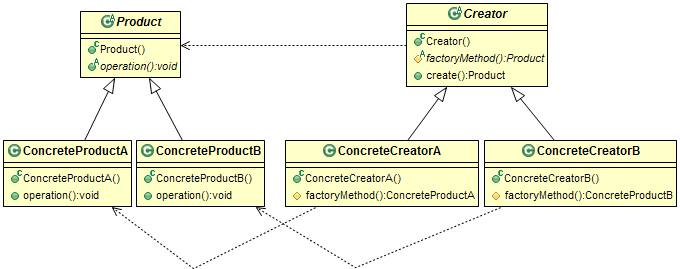 Product
Product()
operation():void
Creator
Creator()
factoryMethod():Product
create():Product
ConcreteProductA
ConcreteProductA()
operation():void
ConcreteProductB
ConcreteProductB()
operation():void
ConcreteCreatorA
ConcreteCreatorA()
factoryMethod():ConcreteProductA
ConcreteCreatorB
ConcreteCreatorB()
factoryMethod():ConcreteProductB